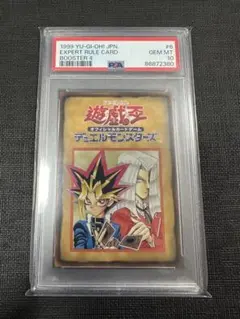 1999 YU-GI-OH! JPN. #6
EXPERT RULE CARD GEM MT
BOOSTER 4 10
PSA 88872360
遊戯王
オフィシャルカードゲーム
デュエルモンスターズ